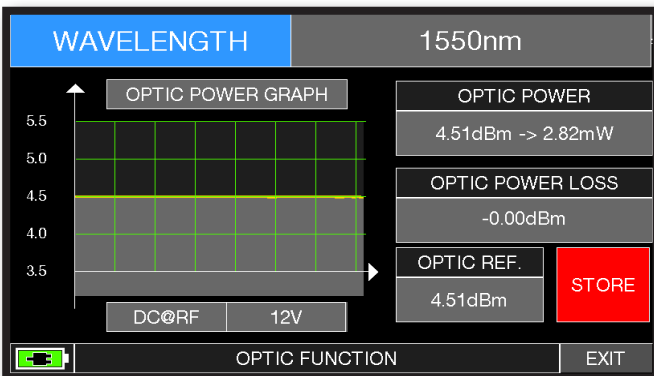 WAVELENGTH
1550nm
OPTIC POWER GRAPH
5.5
5.0
4.5
4.0
3.5
DC@RF
12V
OPTIC POWER
4.51dBm -> 2.82mW
OPTIC POWER LOSS
-0.00dBm
OPTIC REF.
4.51dBm
STORE
OPTIC FUNCTION
EXIT